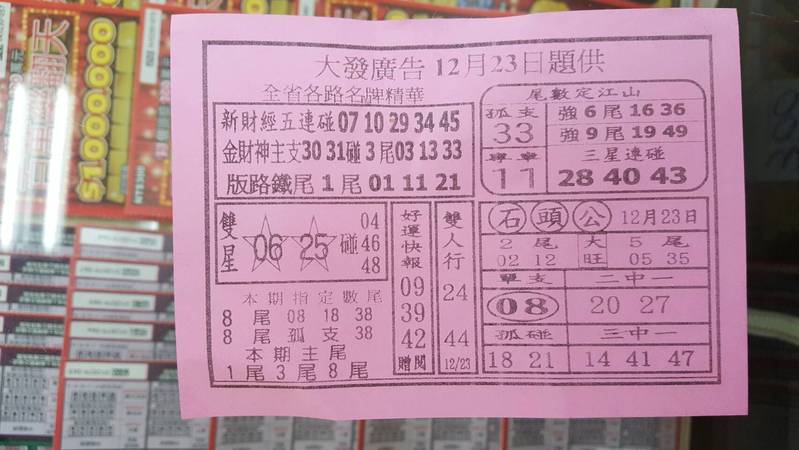 大發廣告 12月23日題供
全省各路名牌精華
新財經五連碰 07 10 29 34 45
金財神主支 30 31 碰 3 尾 03 13 33
版路鐵尾 1 尾 01 11 21
尾數定江山
孤支 強 6 尾 16 36
33 強 9 尾 19 49
單車 三星連碰
11 28 40 43
雙星 06 25 碰 04 46 48
本期指定數尾
8 尾 08 18 38
8 尾 孤支 38
本期主尾
1 尾 3 尾 8 尾
好運快報
09
39
42
贈閱
雙人行
24
44
12/23
石頭公 12月23日
2 尾 大旺 5 尾
02 12 05 35
單支 二中一
08 20 27
孤碰 三中一
18 21 14 41 47
$1,000,000